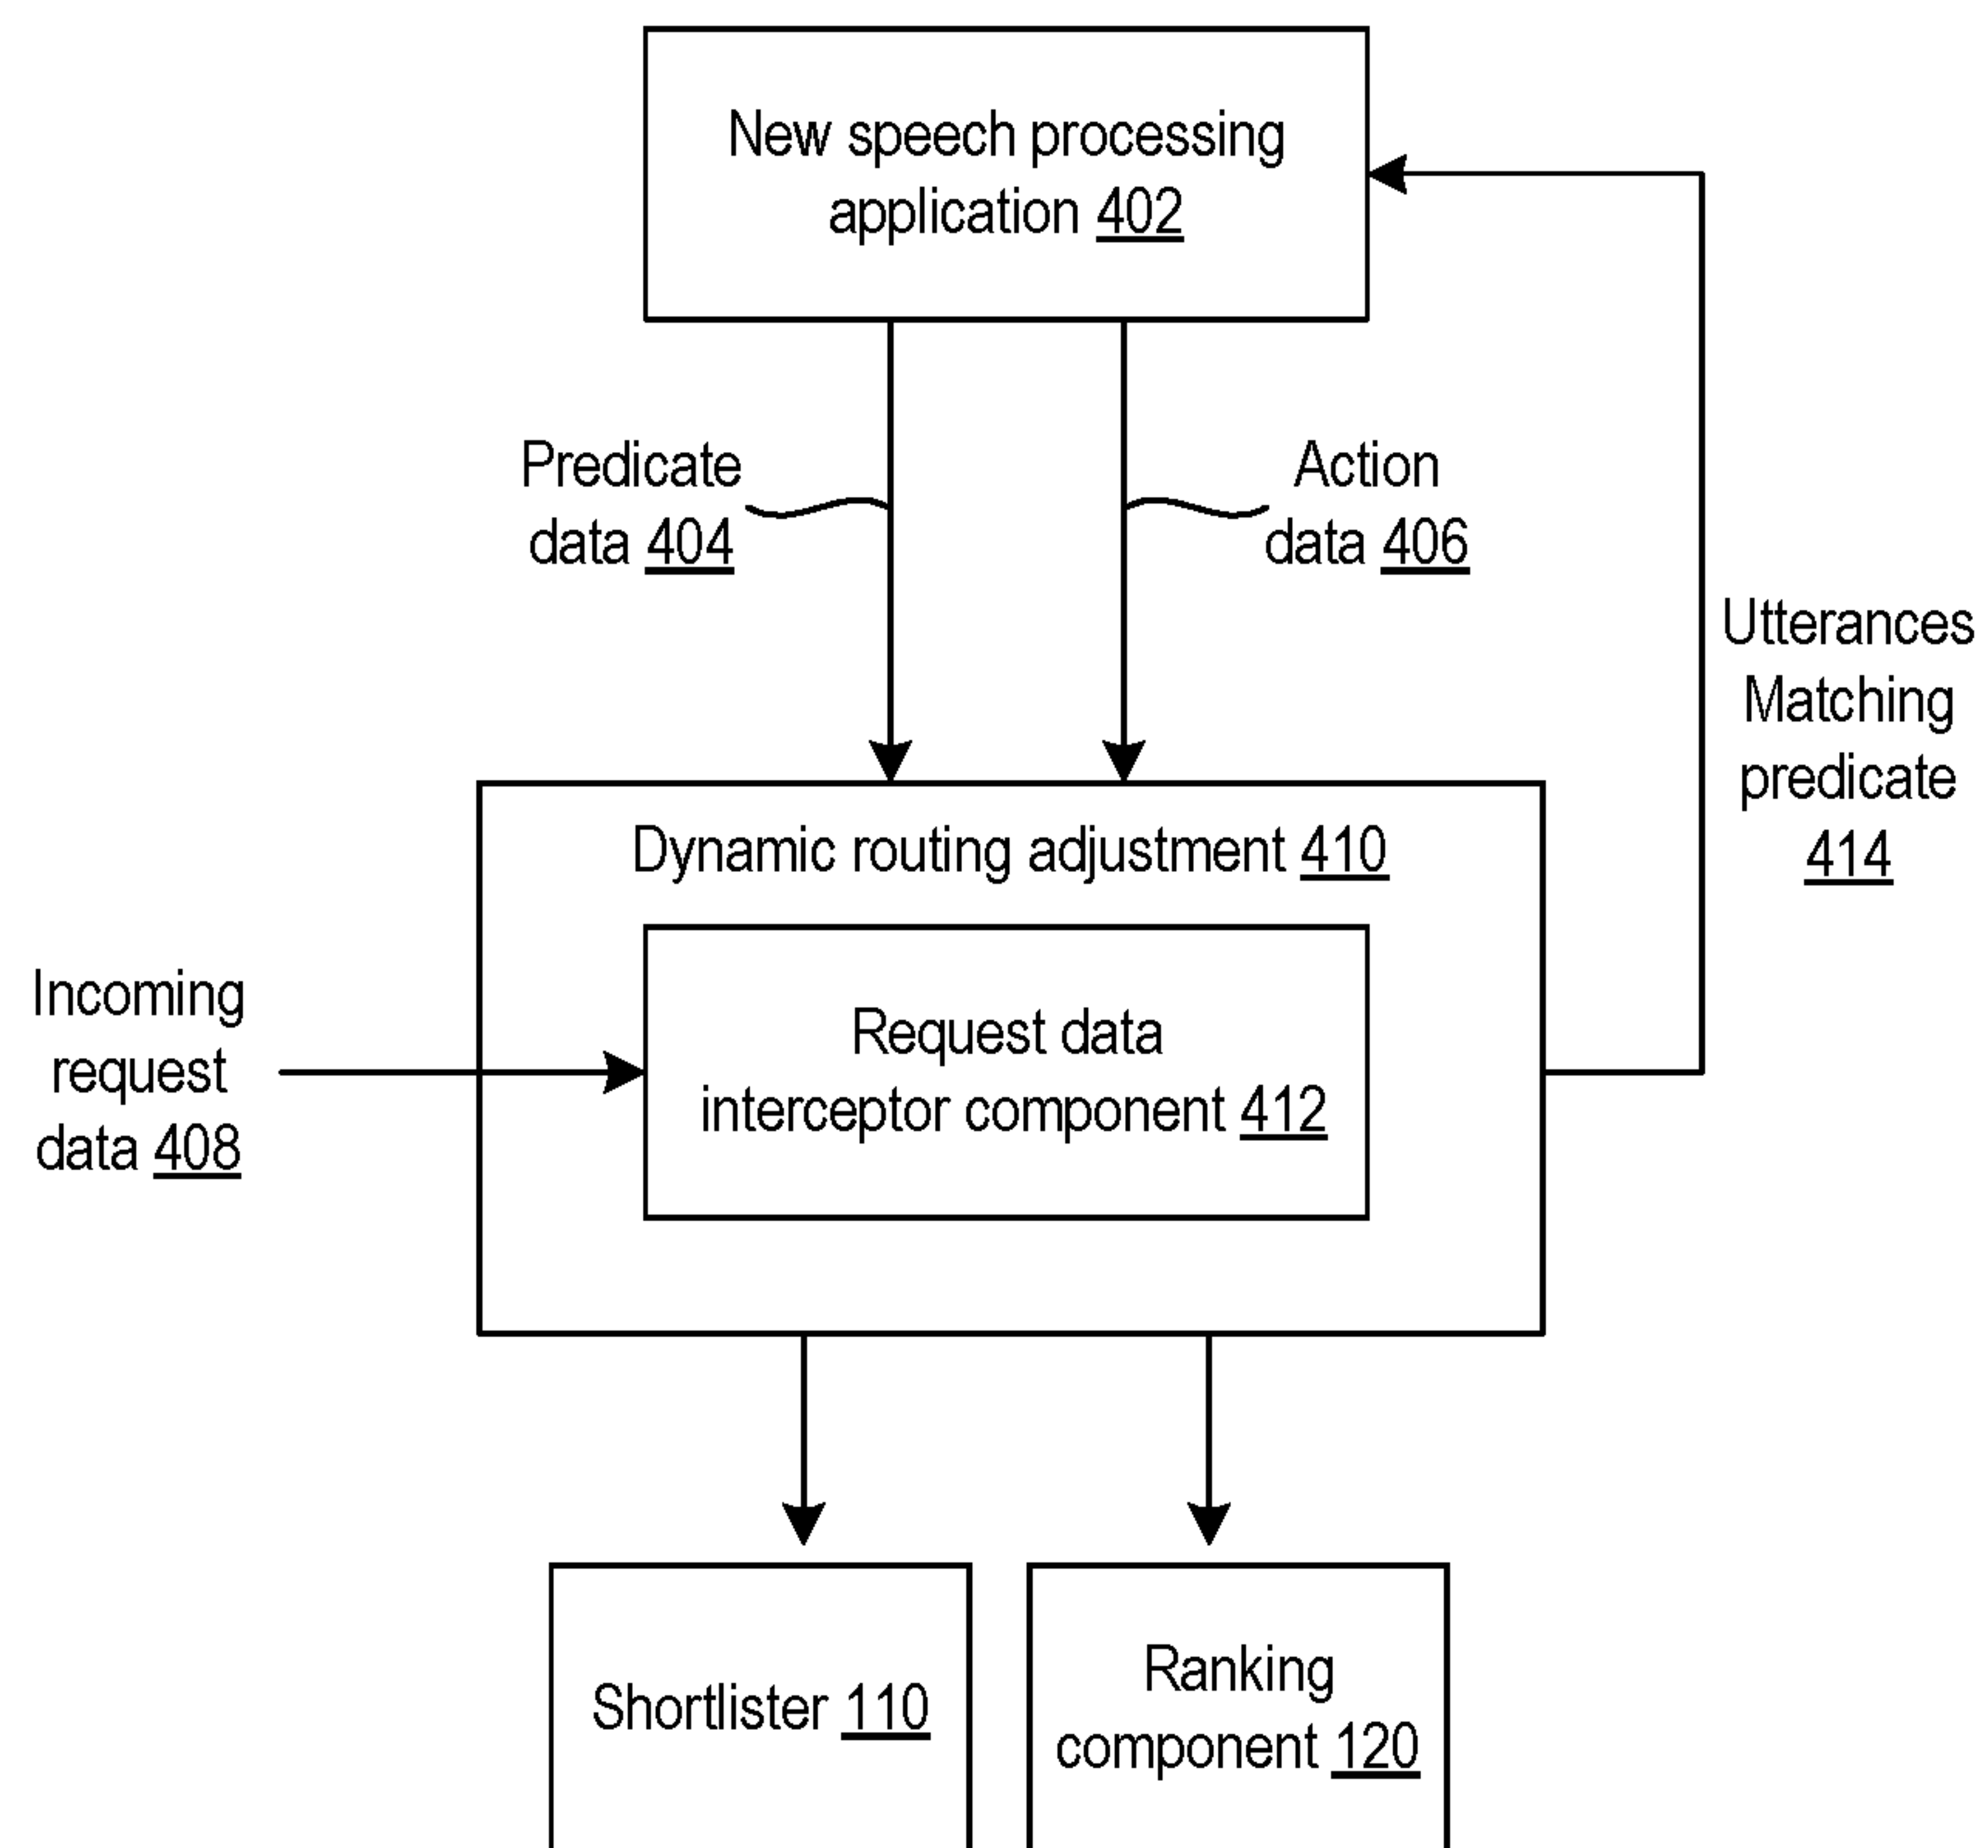 New speech processing
application 402
Predicate
data 404
Action
data 406
Utterances
Matching
predicate
414
Dynamic routing adjustment 410
Incoming
request
data 408
Request data
interceptor component 412
Shortlister 110
Ranking
component 120